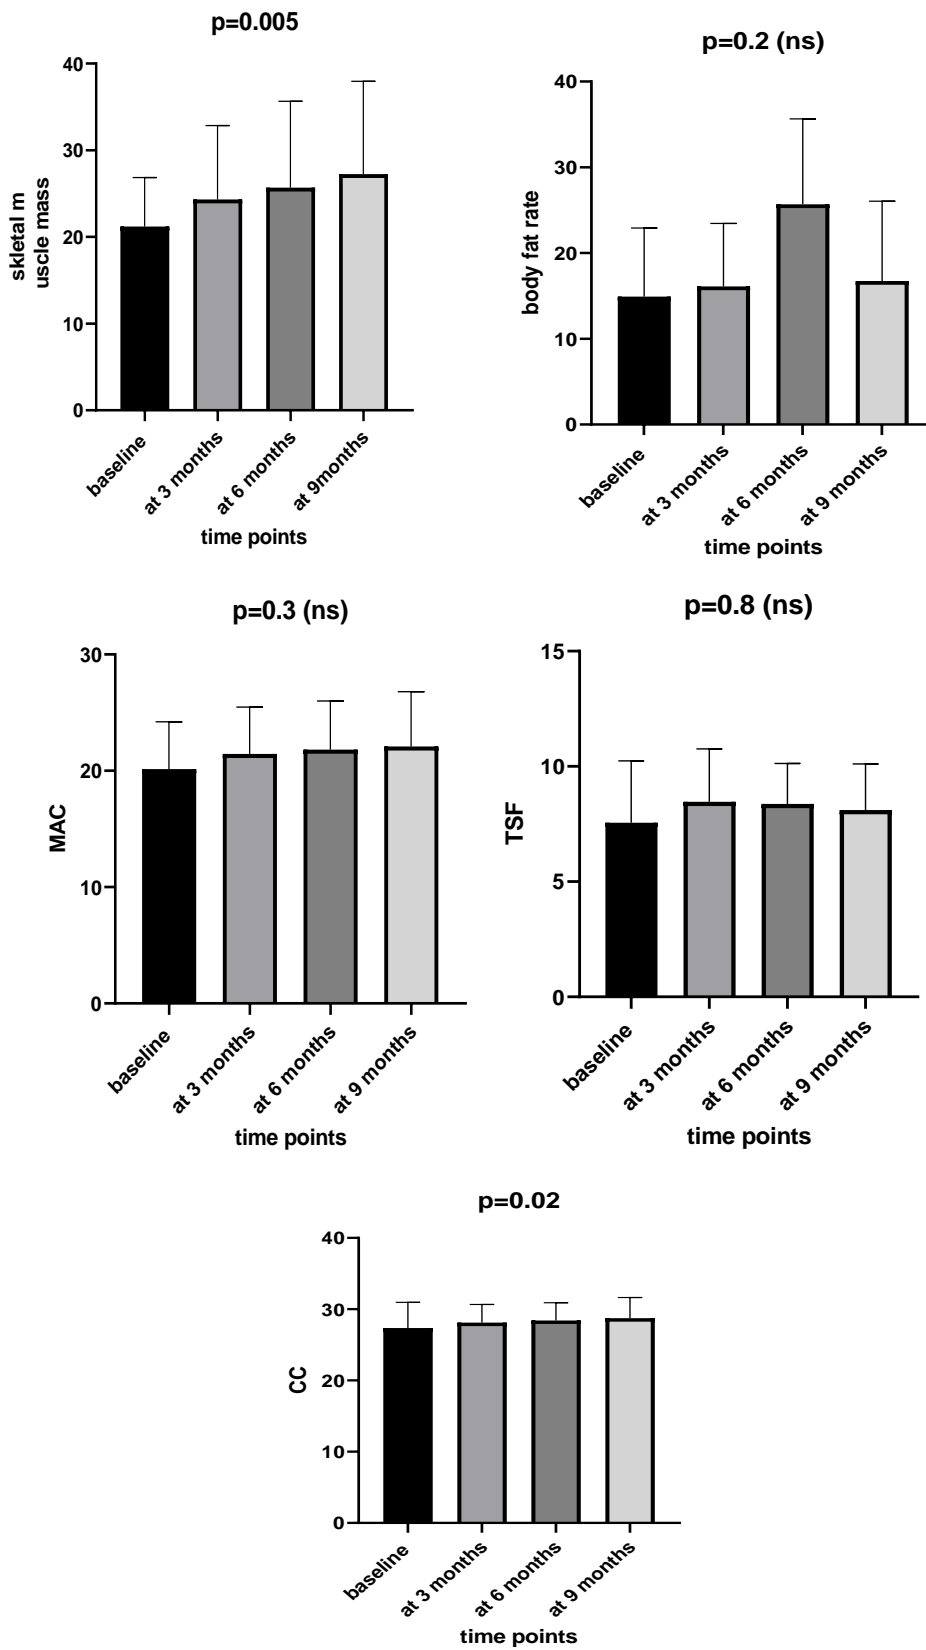 p=0.005
40
30
20
10
0
skletal m
uscle mass
baseline
at 3 months
at 6 months
at 9months
time points
p=0.2 (ns)
40
30
20
10
0
body fat rate
baseline
at 3 months
at 6 months
at 9 months
time points
p=0.3 (ns)
30
20
10
0
MAC
baseline
at 3 months
at 6 months
at 9 months
time points
p=0.8 (ns)
15
10
5
0
TSF
baseline
at 3 months
at 6 months
at 9 months
time points
p=0.02
40
30
20
10
0
CC
baseline
at 3 months
at 6 months
at 9 months
time points